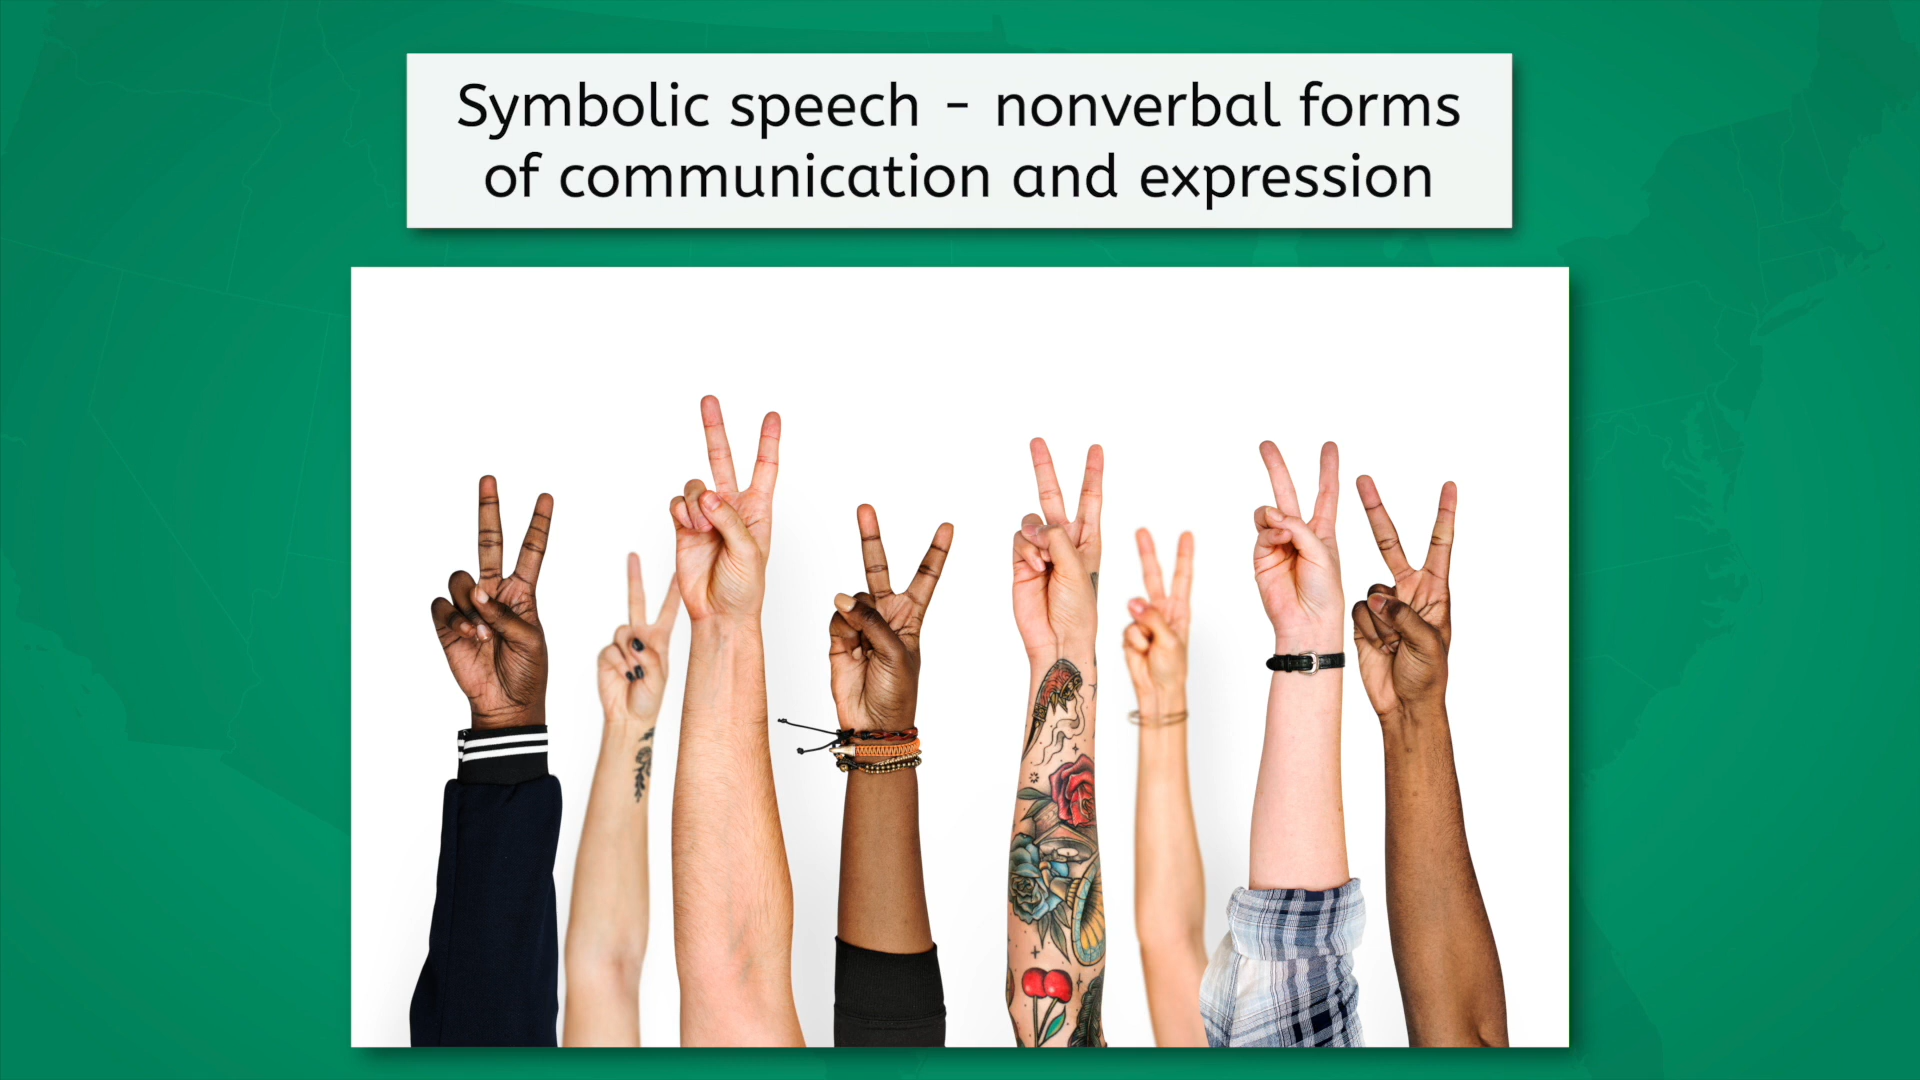 Symbolic speech - nonverbal forms
of communication and expression